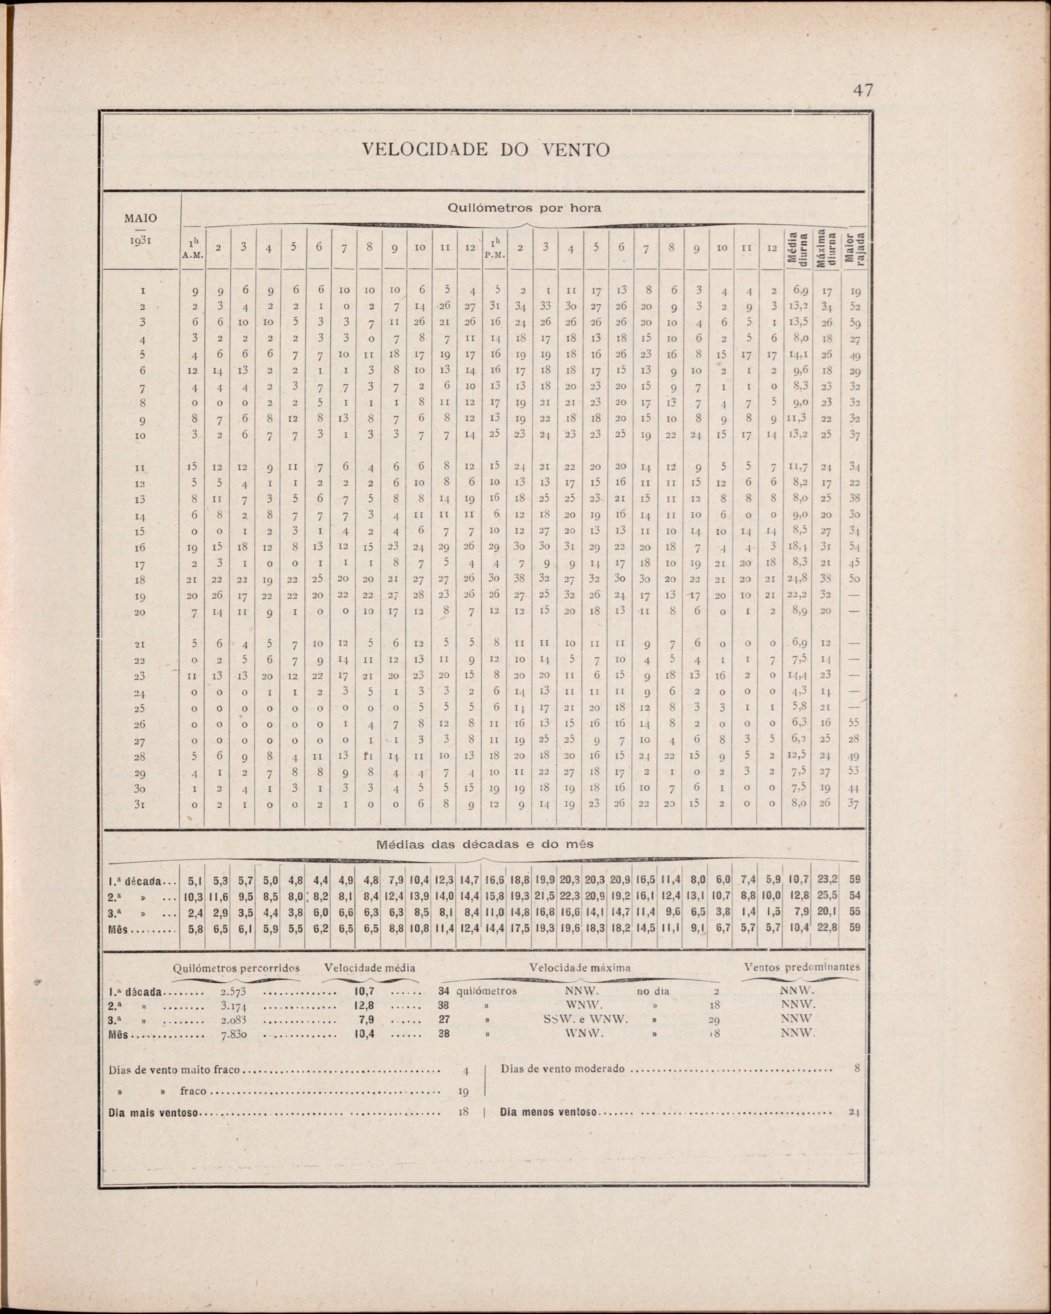 47
VELOCIDADE DO VENTO
MAIO
1931
Quilómetros por hora
1h A.M. 2 3 4 5 6 7 8 9 10 11 12 1h P.M. 2 3 4 5 6 7 8 9 10 11 12 Média diurna Máxima diurna Maior rajada
1 9 9 6 9 6 6 10 10 10 6 5 4 5 2 1 11 17 13 8 6 3 4 4 2 6,9 17 19
2 2 3 4 2 2 1 0 2 7 14 26 27 31 34 33 30 27 26 20 9 3 2 9 3 13,2 34 52
3 6 6 10 10 5 3 3 7 11 26 21 26 16 24 26 26 26 26 20 10 4 6 5 1 13,5 26 59
4 3 2 2 2 2 3 3 0 7 8 7 11 14 18 17 18 13 18 15 10 6 2 5 6 8,0 18 27
5 4 6 6 6 7 7 10 11 18 17 19 17 16 19 19 18 16 26 23 16 8 15 17 17 14,1 26 49
6 12 14 13 2 2 1 1 3 8 10 13 14 16 17 18 18 17 15 13 9 10 2 1 2 9,6 18 29
7 4 4 4 2 3 7 7 3 7 2 6 10 13 13 18 20 23 20 15 9 7 1 1 0 8,3 23 32
8 0 0 0 2 2 5 1 1 1 8 11 12 17 19 21 21 23 20 17 13 7 4 7 5 9,0 23 32
9 8 7 6 8 12 8 13 8 7 6 8 12 13 19 22 18 18 20 15 10 8 9 8 9 11,3 22 32
10 3 2 6 7 7 3 1 3 3 7 7 14 25 23 24 23 23 25 19 22 24 15 17 14 13,2 25 37
11 15 12 12 9 11 7 6 4 6 6 8 12 15 24 21 22 20 20 14 12 9 5 5 7 11,7 24 34
12 5 5 4 1 1 2 2 2 6 10 8 6 10 13 13 17 15 16 11 11 15 12 6 6 8,2 17 22
13 8 11 7 3 5 6 7 5 8 8 14 19 16 18 25 25 23 21 15 11 12 8 8 8 8,0 25 38
14 6 8 2 8 7 7 7 3 4 11 11 11 6 12 18 20 19 16 14 11 10 6 0 0 9,0 20 30
15 0 0 1 2 3 1 4 2 4 6 7 7 10 12 27 20 13 13 11 10 14 10 14 14 8,5 27 34
16 19 15 18 12 8 13 12 15 23 24 29 26 29 30 30 31 29 22 20 18 7 4 4 3 18,4 31 54
17 2 3 1 0 0 1 1 1 8 7 5 4 4 7 9 9 14 17 18 10 19 21 20 18 8,3 21 45
18 21 22 22 19 22 25 20 20 21 27 27 26 30 38 32 27 32 30 30 20 22 21 20 21 24,8 38 50
19 20 26 17 22 22 20 22 22 27 28 23 26 26 27 25 32 26 24 17 13 17 20 10 21 22,2 32 —
20 7 14 11 9 1 0 0 10 17 12 8 7 12 12 15 20 18 13 11 8 6 0 1 2 8,9 20 —
21 5 6 4 5 7 10 12 5 6 12 5 5 8 11 11 10 11 11 9 7 6 0 0 0 6,9 12 —
22 0 2 5 6 7 9 14 11 12 13 11 9 12 10 14 5 7 10 4 5 4 1 1 7 7,5 14 —
23 11 13 13 20 12 22 17 21 20 23 20 15 8 20 20 11 6 15 9 18 13 16 2 0 14,4 23 —
24 0 0 0 1 1 2 3 5 1 3 3 2 6 14 13 11 11 11 9 6 2 0 0 0 4,3 14 —
25 0 0 0 0 0 0 0 0 0 5 5 5 6 14 17 21 20 18 12 8 3 3 1 1 5,8 21 —
26 0 0 0 0 0 0 1 4 7 8 12 8 11 16 13 15 16 16 14 8 2 0 0 0 6,3 16 55
27 0 0 0 0 0 0 0 1 1 3 3 8 11 19 25 25 9 7 10 4 6 8 3 5 6,2 25 28
28 5 6 9 8 4 11 13 11 14 11 10 13 18 20 18 20 16 15 24 22 15 9 5 2 12,5 24 49
29 4 1 2 7 8 8 9 8 4 4 7 4 10 11 22 27 18 17 2 1 0 2 3 2 7,5 27 53
30 1 2 4 1 3 1 3 3 4 5 5 15 19 19 18 19 18 16 10 7 6 1 0 0 7,5 19 44
31 0 2 1 0 0 2 1 0 0 6 8 9 12 9 14 19 23 26 22 20 15 2 0 0 8,0 26 37
Médias das décadas e do mês
1.ª década... 5,1 5,3 5,7 5,0 4,8 4,4 4,9 4,8 7,9 10,4 12,3 14,7 16,6 18,8 19,9 20,3 20,3 20,9 16,5 11,4 8,0 6,0 7,4 5,9 10,7 23,2 59
2.ª » ... 10,3 11,6 9,5 8,5 8,0 8,2 8,1 8,4 12,4 13,9 14,0 14,4 15,8 19,3 21,5 22,3 20,9 19,2 16,1 12,4 13,1 10,7 8,8 10,0 12,8 25,5 54
3.ª » ... 2,4 2,9 3,5 4,4 3,8 6,0 6,6 6,3 6,3 8,5 8,1 8,4 11,0 14,8 16,8 16,6 14,1 14,7 11,4 9,6 6,5 3,8 1,4 1,5 7,9 20,1 55
Mês......... 5,8 6,5 6,1 5,9 5,5 6,2 6,5 6,5 8,8 10,8 11,4 12,4 14,4 17,5 19,3 19,6 18,3 18,2 14,5 11,1 9,1 6,7 5,7 5,7 10,4 22,8 59
Quilómetros percorridos Velocidade média Velocidade máxima Ventos predominantes
1.ª década........ 2.573 .............. 10,7 ...... 34 quilómetros NNW. no dia 2 NNW.
2.ª » ........ 3.174 .............. 12,8 ...... 38 » WNW. » 18 NNW.
3.ª » ........ 2.083 .............. 7,9 ...... 27 » SSW. e WNW. » 29 NNW
Mês.............. 7.830 .............. 10,4 ...... 38 » WNW. » 18 NNW.
Dias de vento muito fraco........................................ 4 Dias de vento moderado........................................ 8
» » fraco........................................ 19
Dia mais ventoso........................................ 18 Dia menos ventoso........................................ 24